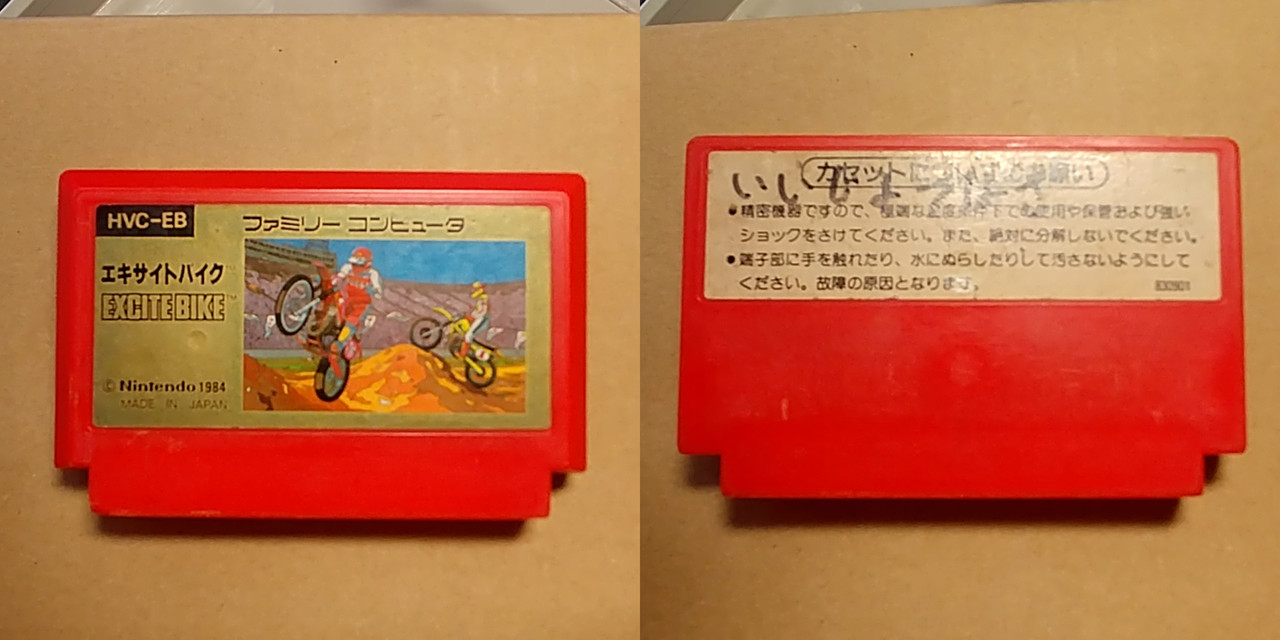 HVC-EB
ファミリー コンピュータ
エキサイトバイク™
EXCITE BIKE™
© Nintendo 1984
MADE IN JAPAN
カセットについてのお願い
いしじま
●精密機器ですので、極端な温度条件下での使用や保管および強い
ショックをさけてください。また、絶対に分解しないでください。
●端子部に手を触れたり、水にぬらしたりして汚さないようにして
ください。故障の原因となります。